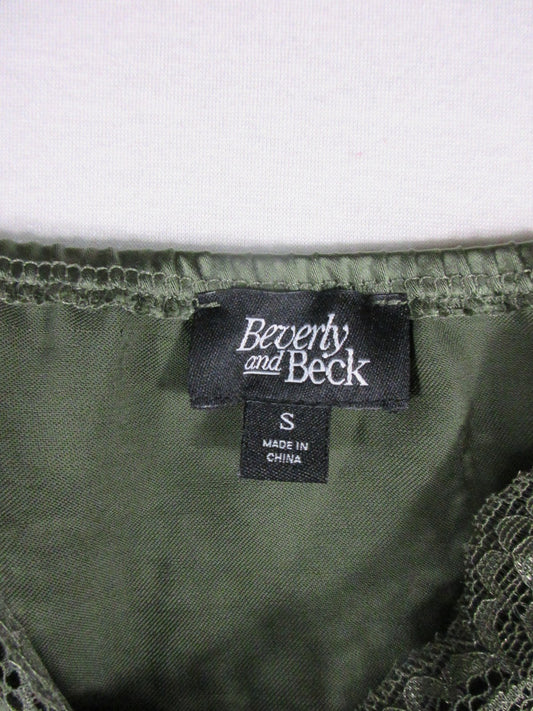 Beverly
and Beck
S
MADE IN
CHINA